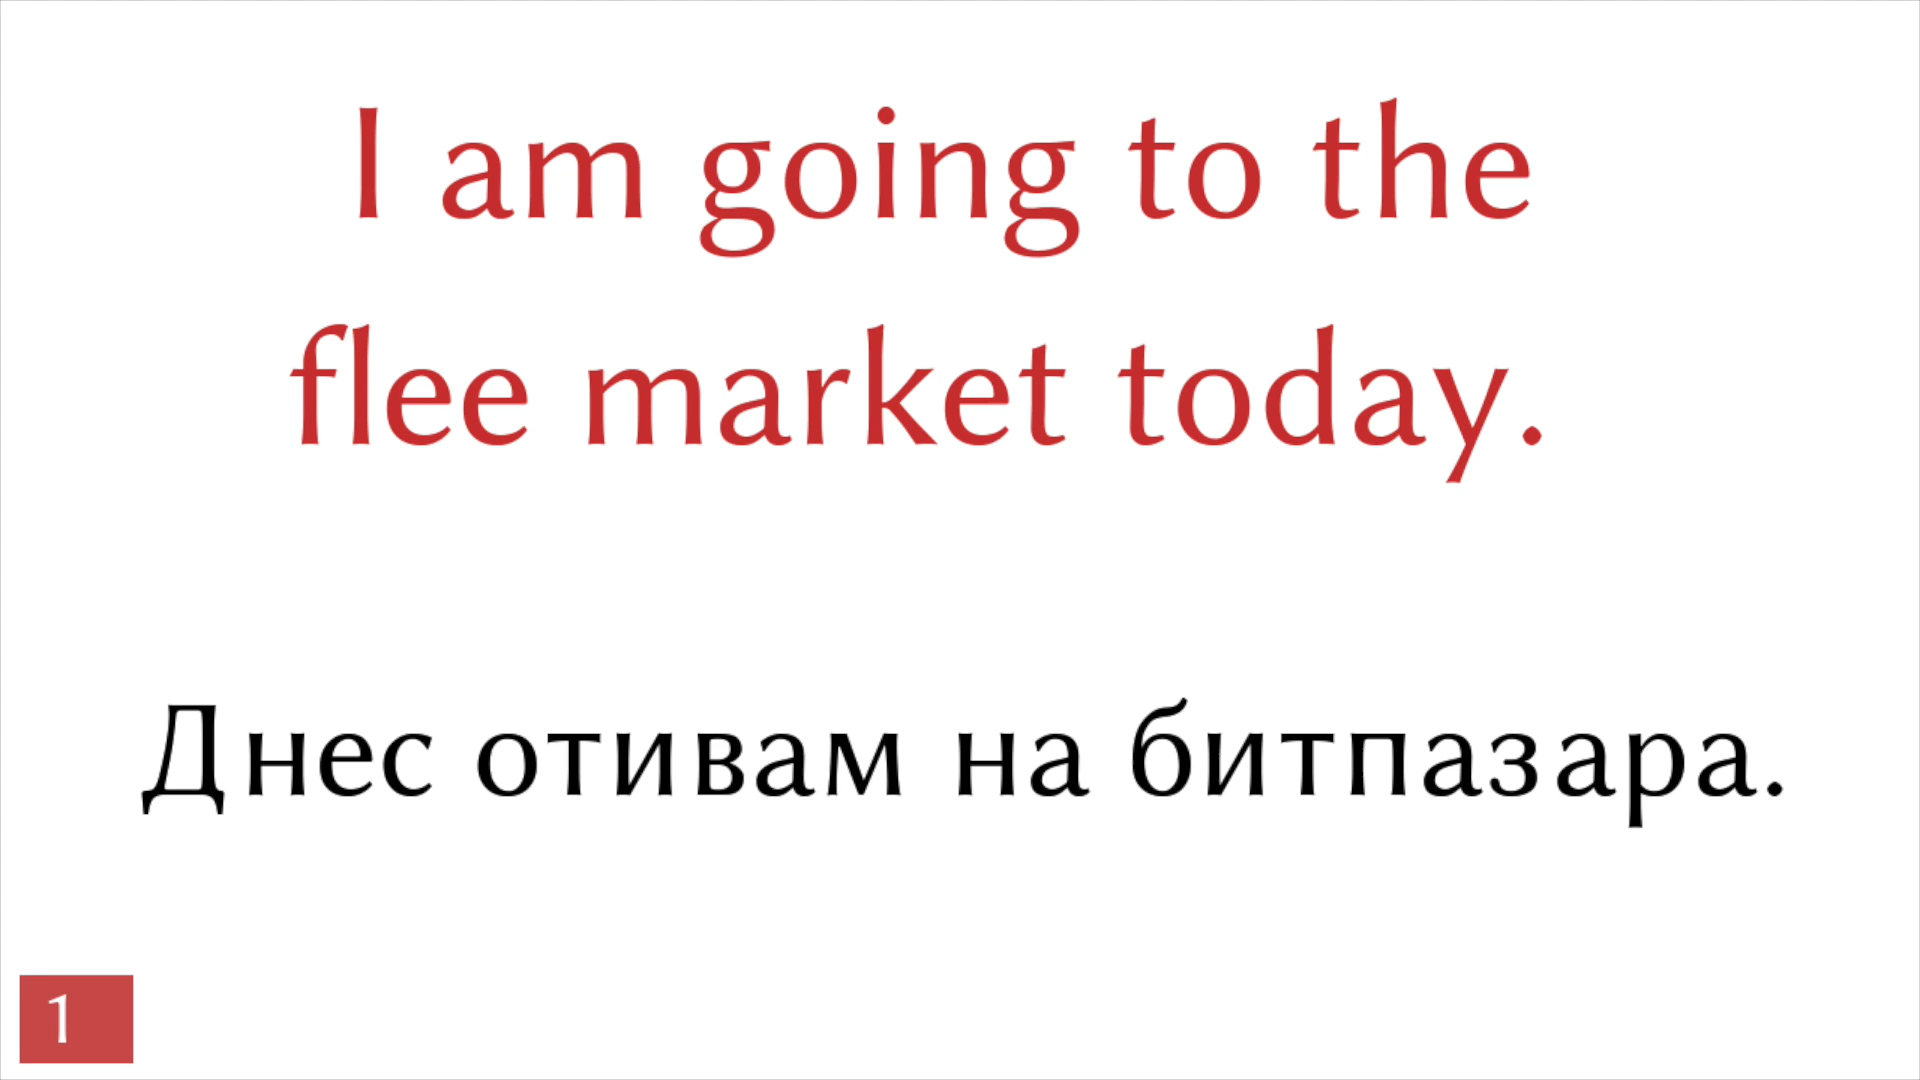 I am going to the
flee market today.
Днес отивам на битпазара.
1